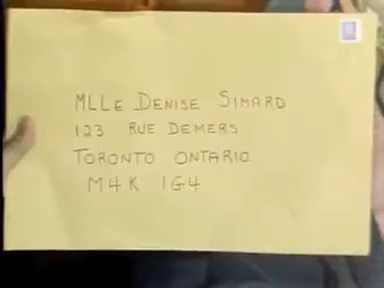 MLLE DENISE SIMARD
123 RUE DEMERS
TORONTO ONTARIO
M4K 1G4